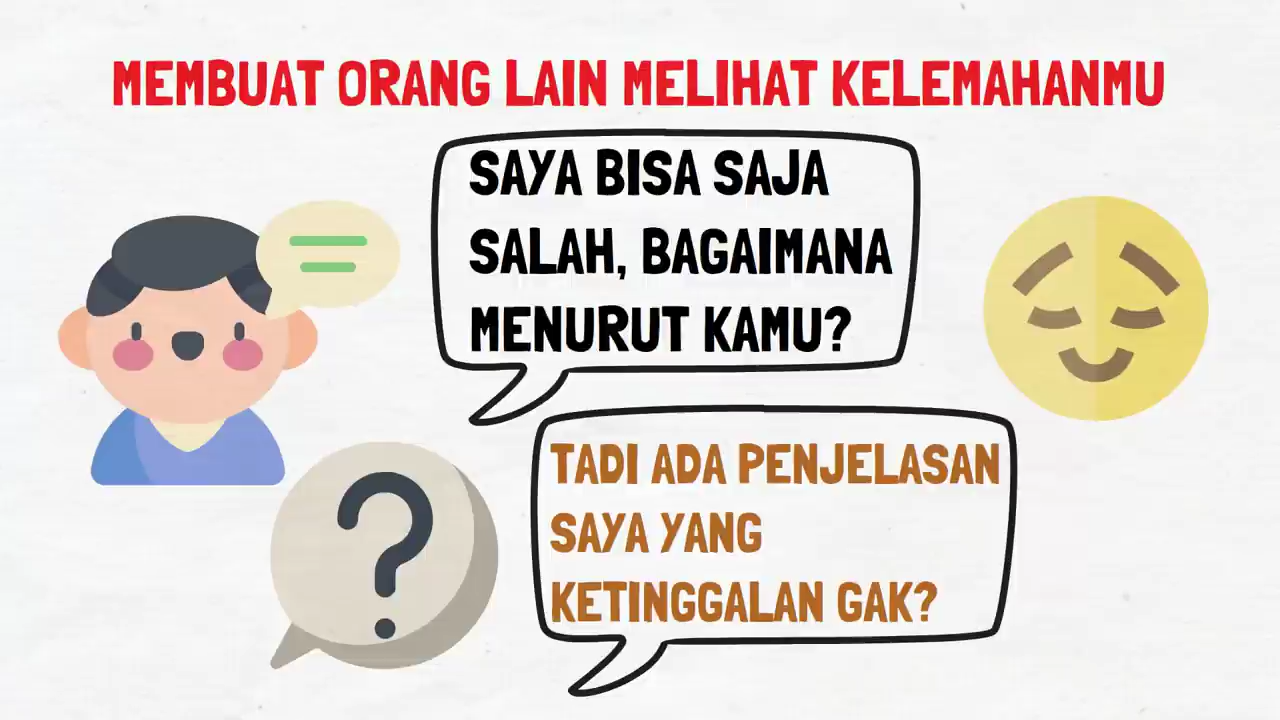 MEMBUAT ORANG LAIN MELIHAT KELEMAHANMU
SAYA BISA SAJA
SALAH, BAGAIMANA
MENURUT KAMU?
TADI ADA PENJELASAN
SAYA YANG
KETINGGALAN GAK?
?